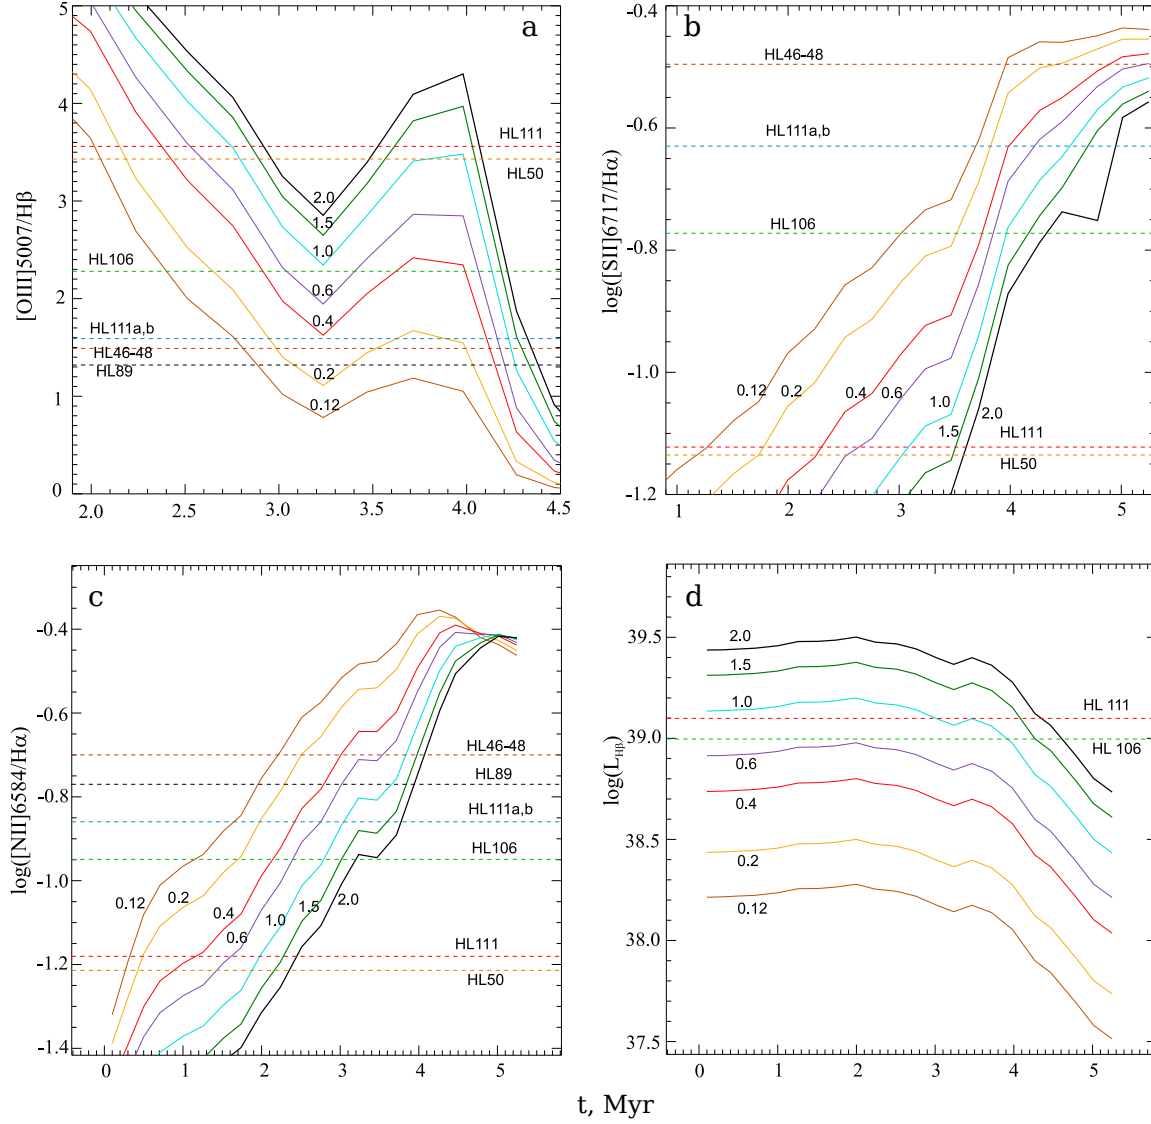 a
[OIII]5007/Hβ
5
4
3
2
1
0
HL111
HL50
2.0
1.5
1.0
HL106
0.6
0.4
HL111a,b
HL46-48
HL89
0.2
0.12
2.0 2.5 3.0 3.5 4.0 4.5
b
log([SII]6717/Hα)
-0.4
-0.6
-0.8
-1.0
-1.2
HL46-48
HL111a,b
HL106
0.12 0.2 0.4 0.6 1.0 1.5 2.0
HL111
HL50
1 2 3 4 5
c
log([NII]6584/Hα)
-0.4
-0.6
-0.8
-1.0
-1.2
-1.4
HL46-48
HL89
HL111a,b
HL106
0.12 0.2 0.4 0.6 1.0 1.5 2.0
HL111
HL50
0 1 2 3 4 5
d
log(LHβ)
39.5
39.0
38.5
38.0
37.5
2.0
1.5
1.0
HL 111
HL 106
0.6
0.4
0.2
0.12
0 1 2 3 4 5
t, Myr